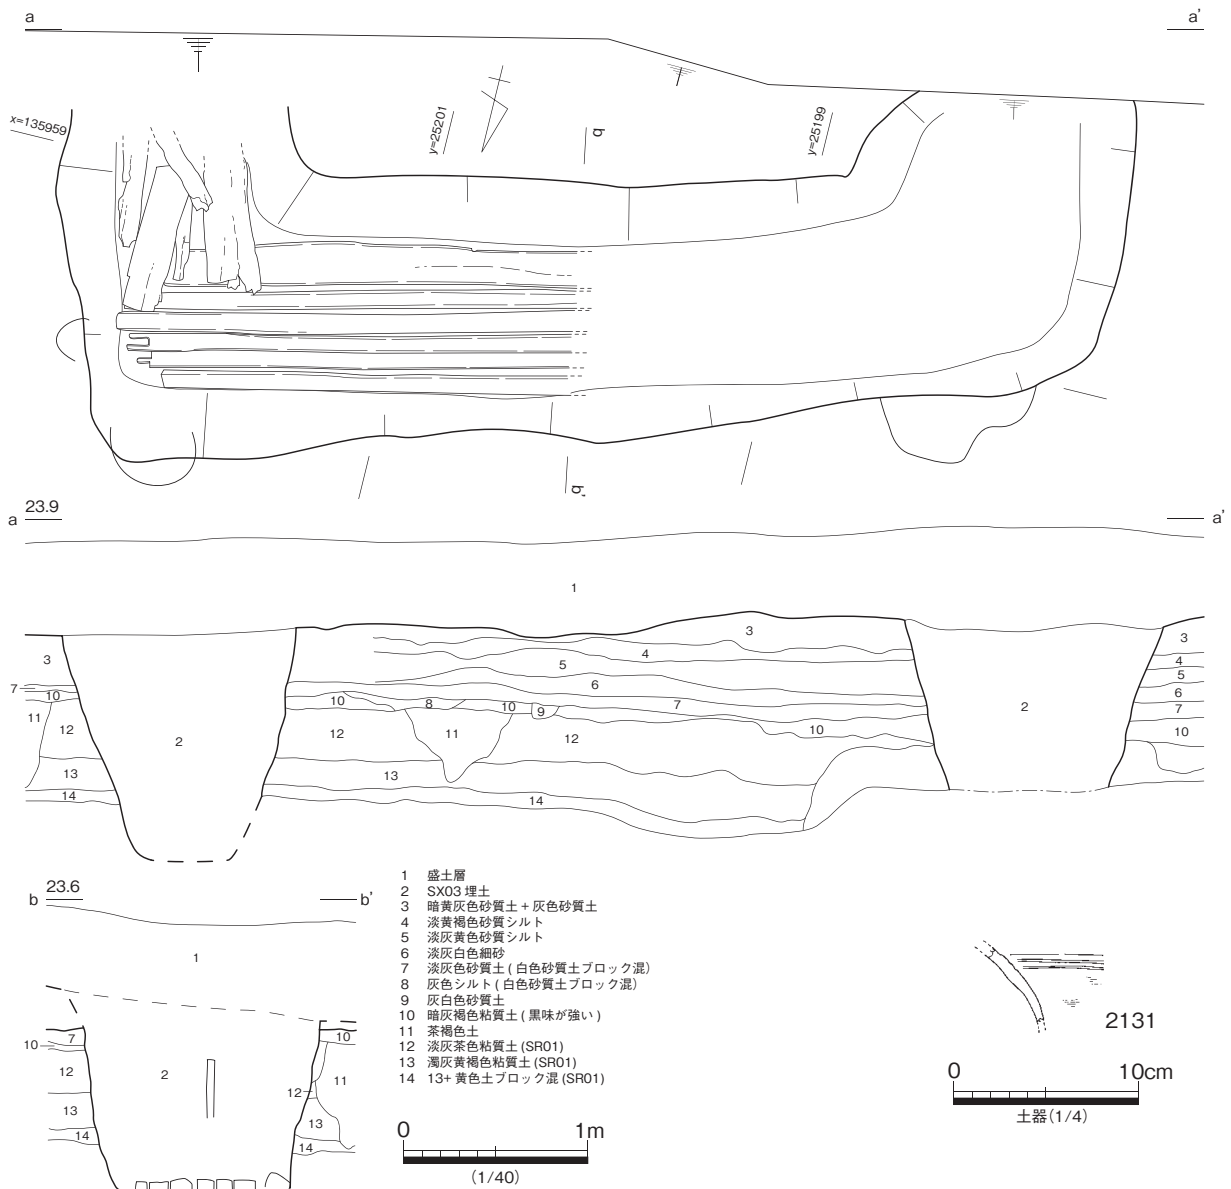 a a’
x=135959
y=25201
b
y=25199
b’
23.9
a a’
1
3
4
5
6
7
3
7
10
11
12
13
14
2
10
8
10
9
11
12
12
13
14
10
2
3
4
5
6
7
10
23.6
b b’
1
7
10
12
13
14
2
10
11
12
13
14
1 盛土層
2 SX03 埋土
3 暗黄灰色砂質土 + 灰色砂質土
4 淡黄褐色砂質シルト
5 淡灰黄色砂質シルト
6 淡灰白色細砂
7 淡灰色砂質土 ( 白色砂質土ブロック混)
8 灰色シルト ( 白色砂質土ブロック混)
9 灰白色砂質土
10 暗灰褐色粘質土 ( 黒味が強い )
11 茶褐色土
12 淡灰茶色粘質土 (SR01)
13 濁灰黄褐色粘質土 (SR01)
14 13+ 黄色土ブロック混 (SR01)
0 1m
(1/40)
2131
0 10cm
土器(1/4)